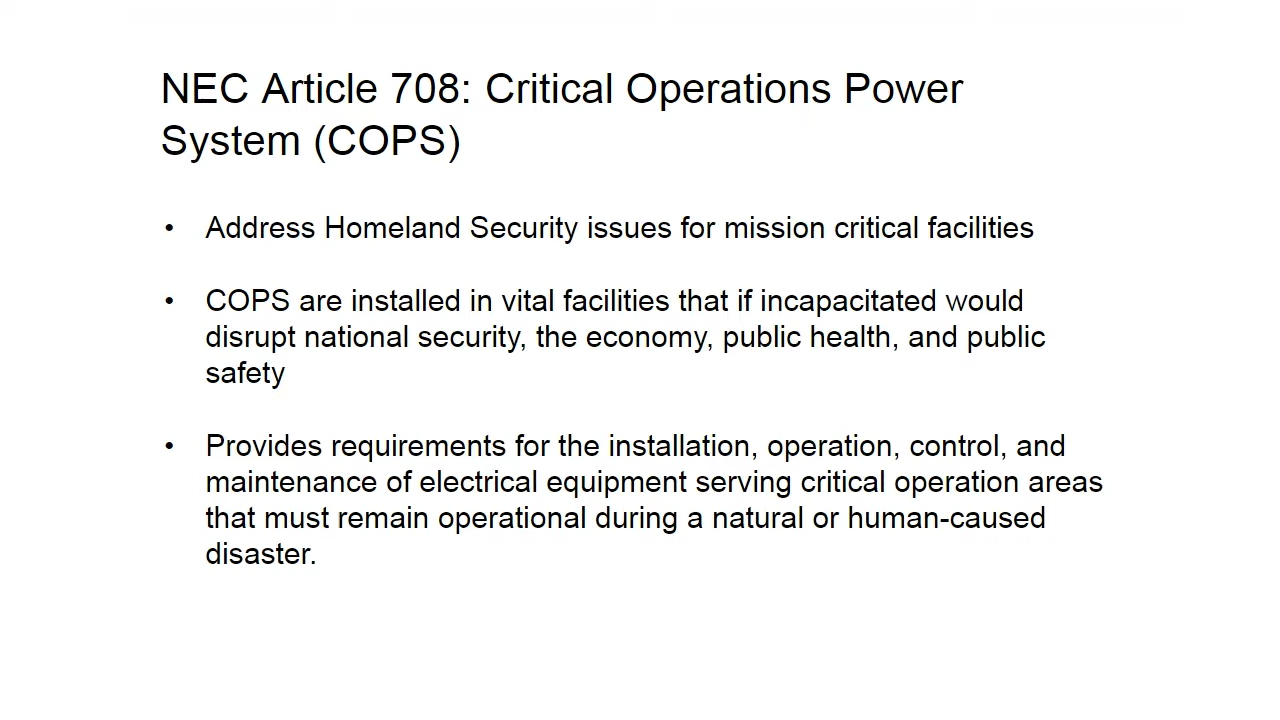 NEC Article 708: Critical Operations Power
System (COPS)
• Address Homeland Security issues for mission critical facilities
• COPS are installed in vital facilities that if incapacitated would
disrupt national security, the economy, public health, and public
safety
• Provides requirements for the installation, operation, control, and
maintenance of electrical equipment serving critical operation areas
that must remain operational during a natural or human-caused
disaster.